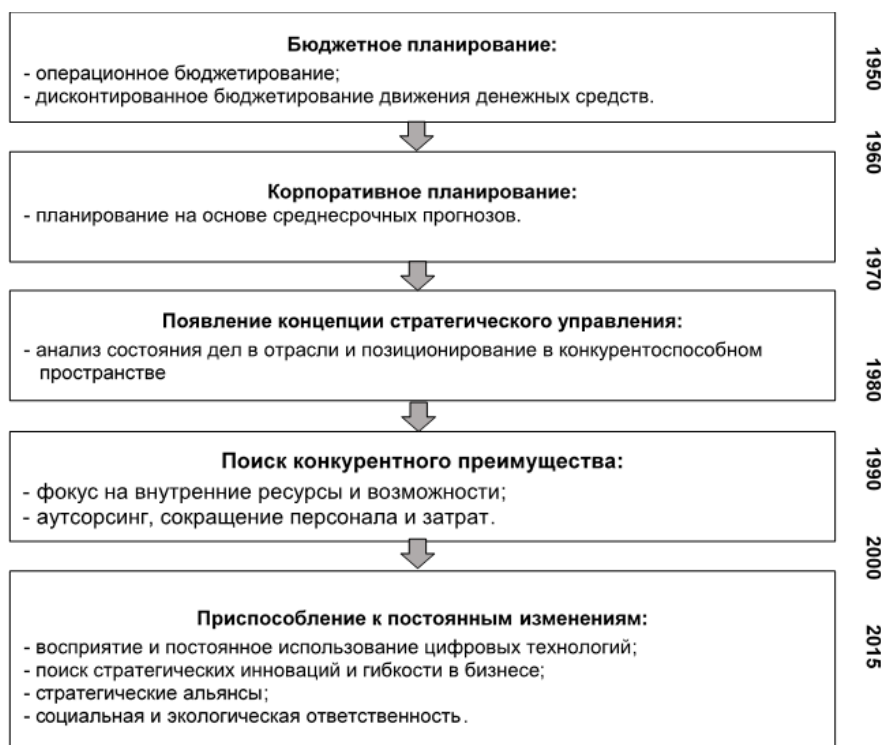 Бюджетное планирование:
- операционное бюджетирование;
- дисконтированное бюджетирование движения денежных средств.
Корпоративное планирование:
- планирование на основе среднесрочных прогнозов.
Появление концепции стратегического управления:
- анализ состояния дел в отрасли и позиционирование в конкурентоспособном
пространстве
Поиск конкурентного преимущества:
- фокус на внутренние ресурсы и возможности;
- аутсорсинг, сокращение персонала и затрат.
Приспособление к постоянным изменениям:
- восприятие и постоянное использование цифровых технологий;
- поиск стратегических инноваций и гибкости в бизнесе;
- стратегические альянсы;
- социальная и экологическая ответственность.
1950
1960
1970
1980
1990
2000
2015